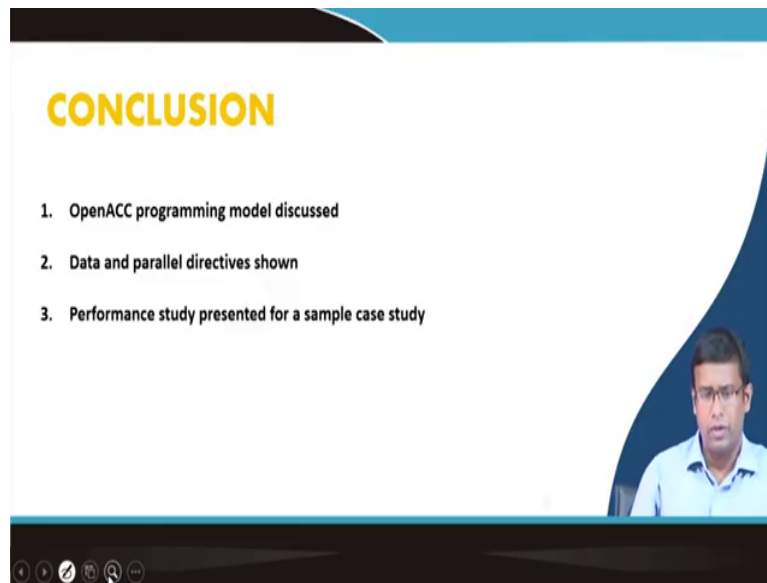 CONCLUSION
1. OpenACC programming model discussed
2. Data and parallel directives shown
3. Performance study presented for a sample case study